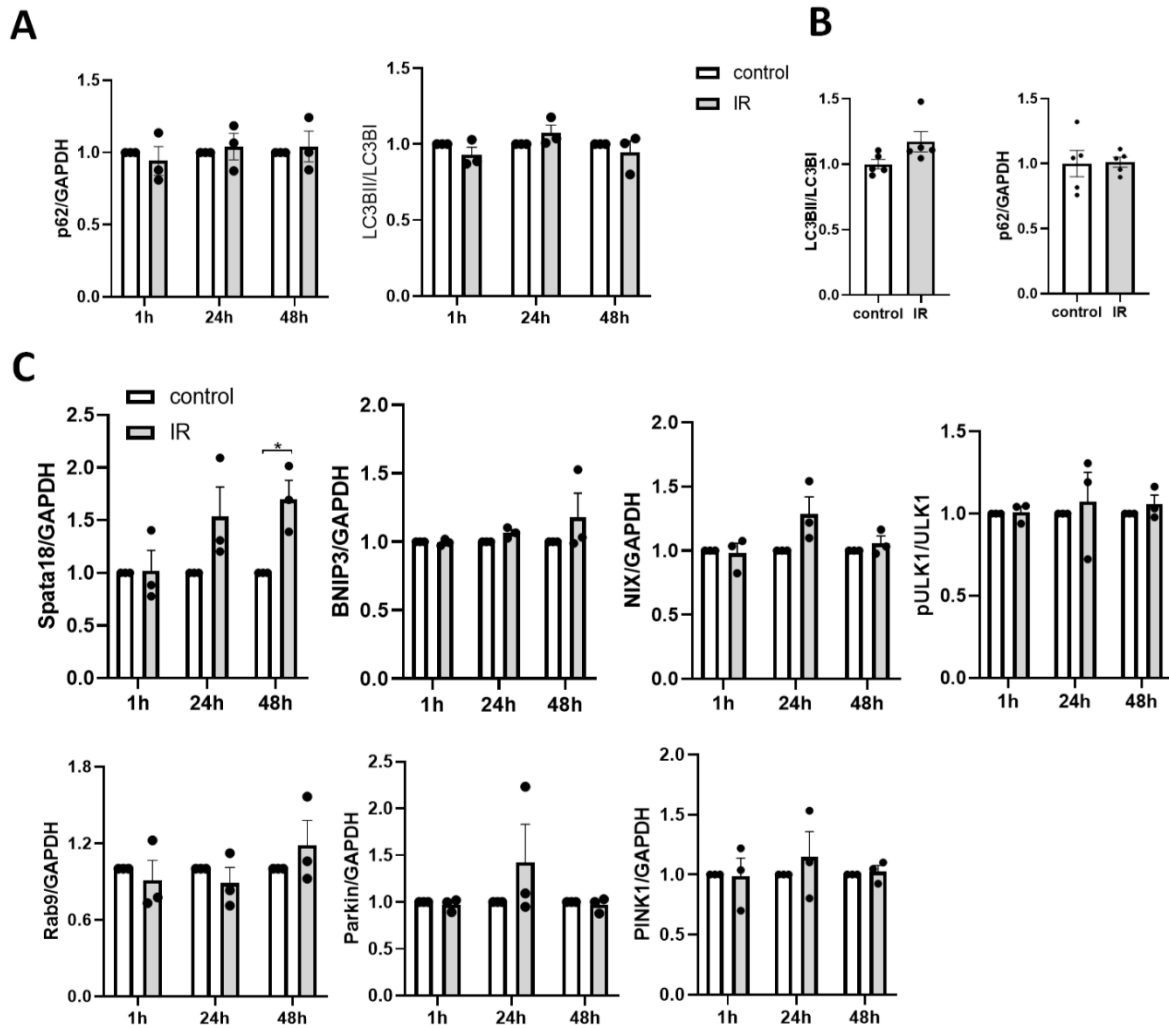 A
p62/GAPDH
1.5
1.0
0.5
0.0
1h 24h 48h
LC3BII/LC3BI
1.5
1.0
0.5
0.0
1h 24h 48h
control
IR
B
LC3BII/LC3BI
1.5
1.0
0.5
0.0
control IR
p62/GAPDH
1.5
1.0
0.5
0.0
control IR
C
control
IR
Spata18/GAPDH
2.5
2.0
1.5
1.0
0.5
0.0
*
1h 24h 48h
BNIP3/GAPDH
2.0
1.5
1.0
0.5
0.0
1h 24h 48h
NIX/GAPDH
2.0
1.5
1.0
0.5
0.0
1h 24h 48h
pULK1/ULK1
1.5
1.0
0.5
0.0
1h 24h 48h
Rab9/GAPDH
1.8
1.2
0.6
0.0
1h 24h 48h
Parkin/GAPDH
2.5
2.0
1.5
1.0
0.5
0.0
1h 24h 48h
PINK1/GAPDH
2.0
1.5
1.0
0.5
0.0
1h 24h 48h